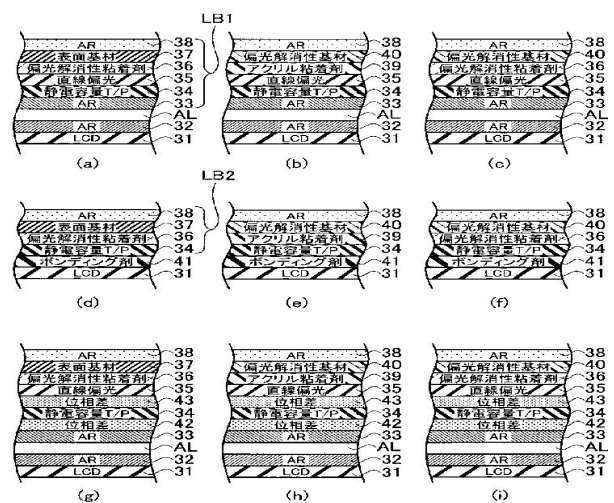 LB1
AR 38
表面基材 37
偏光解消性粘着剤 36
直線偏光 35
静電容量T/P 34
AR 33
AL
AR 32
LCD 31
(a)
AR 38
偏光解消性基材 40
アクリル粘着剤 39
直線偏光 35
静電容量T/P 34
AR 33
AL
AR 32
LCD 31
(b)
AR 38
偏光解消性基材 40
偏光解消性粘着剤 36
直線偏光 35
静電容量T/P 34
AR 33
AL
AR 32
LCD 31
(c)
LB2
AR 38
表面基材 37
偏光解消性粘着剤 36
静電容量T/P 34
ボンディング剤 41
LCD 31
(d)
AR 38
偏光解消性基材 40
アクリル粘着剤 39
静電容量T/P 34
ボンディング剤 41
LCD 31
(e)
AR 38
偏光解消性基材 40
偏光解消性粘着剤 36
静電容量T/P 34
ボンディング剤 41
LCD 31
(f)
AR 38
表面基材 37
偏光解消性粘着剤 36
直線偏光 35
位相差 43
静電容量T/P 34
位相差 42
AR 33
AL
AR 32
LCD 31
(g)
AR 38
偏光解消性基材 40
アクリル粘着剤 39
直線偏光 35
位相差 43
静電容量T/P 34
位相差 42
AR 33
AL
AR 32
LCD 31
(h)
AR 38
偏光解消性基材 40
偏光解消性粘着剤 36
直線偏光 35
位相差 43
静電容量T/P 34
位相差 42
AR 33
AL
AR 32
LCD 31
(i)